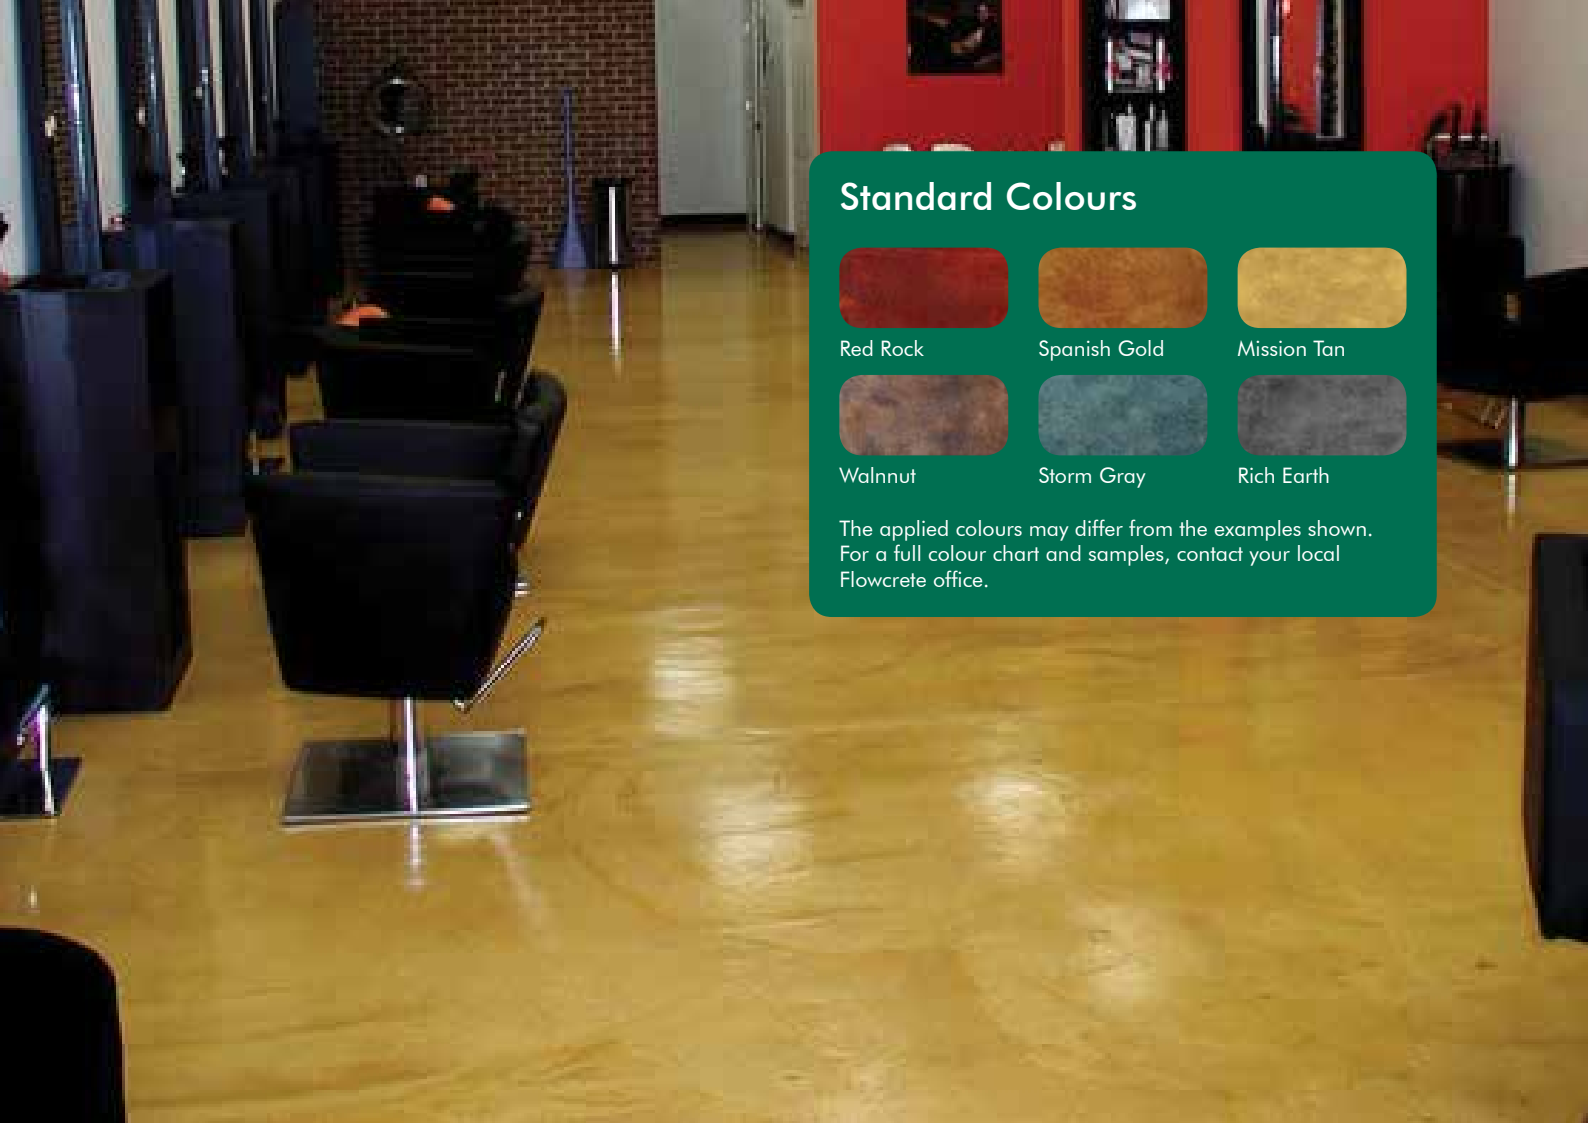 Standard Colours
Red Rock
Spanish Gold
Mission Tan
Walnnut
Storm Gray
Rich Earth
The applied colours may differ from the examples shown.
For a full colour chart and samples, contact your local
Flowcrete office.